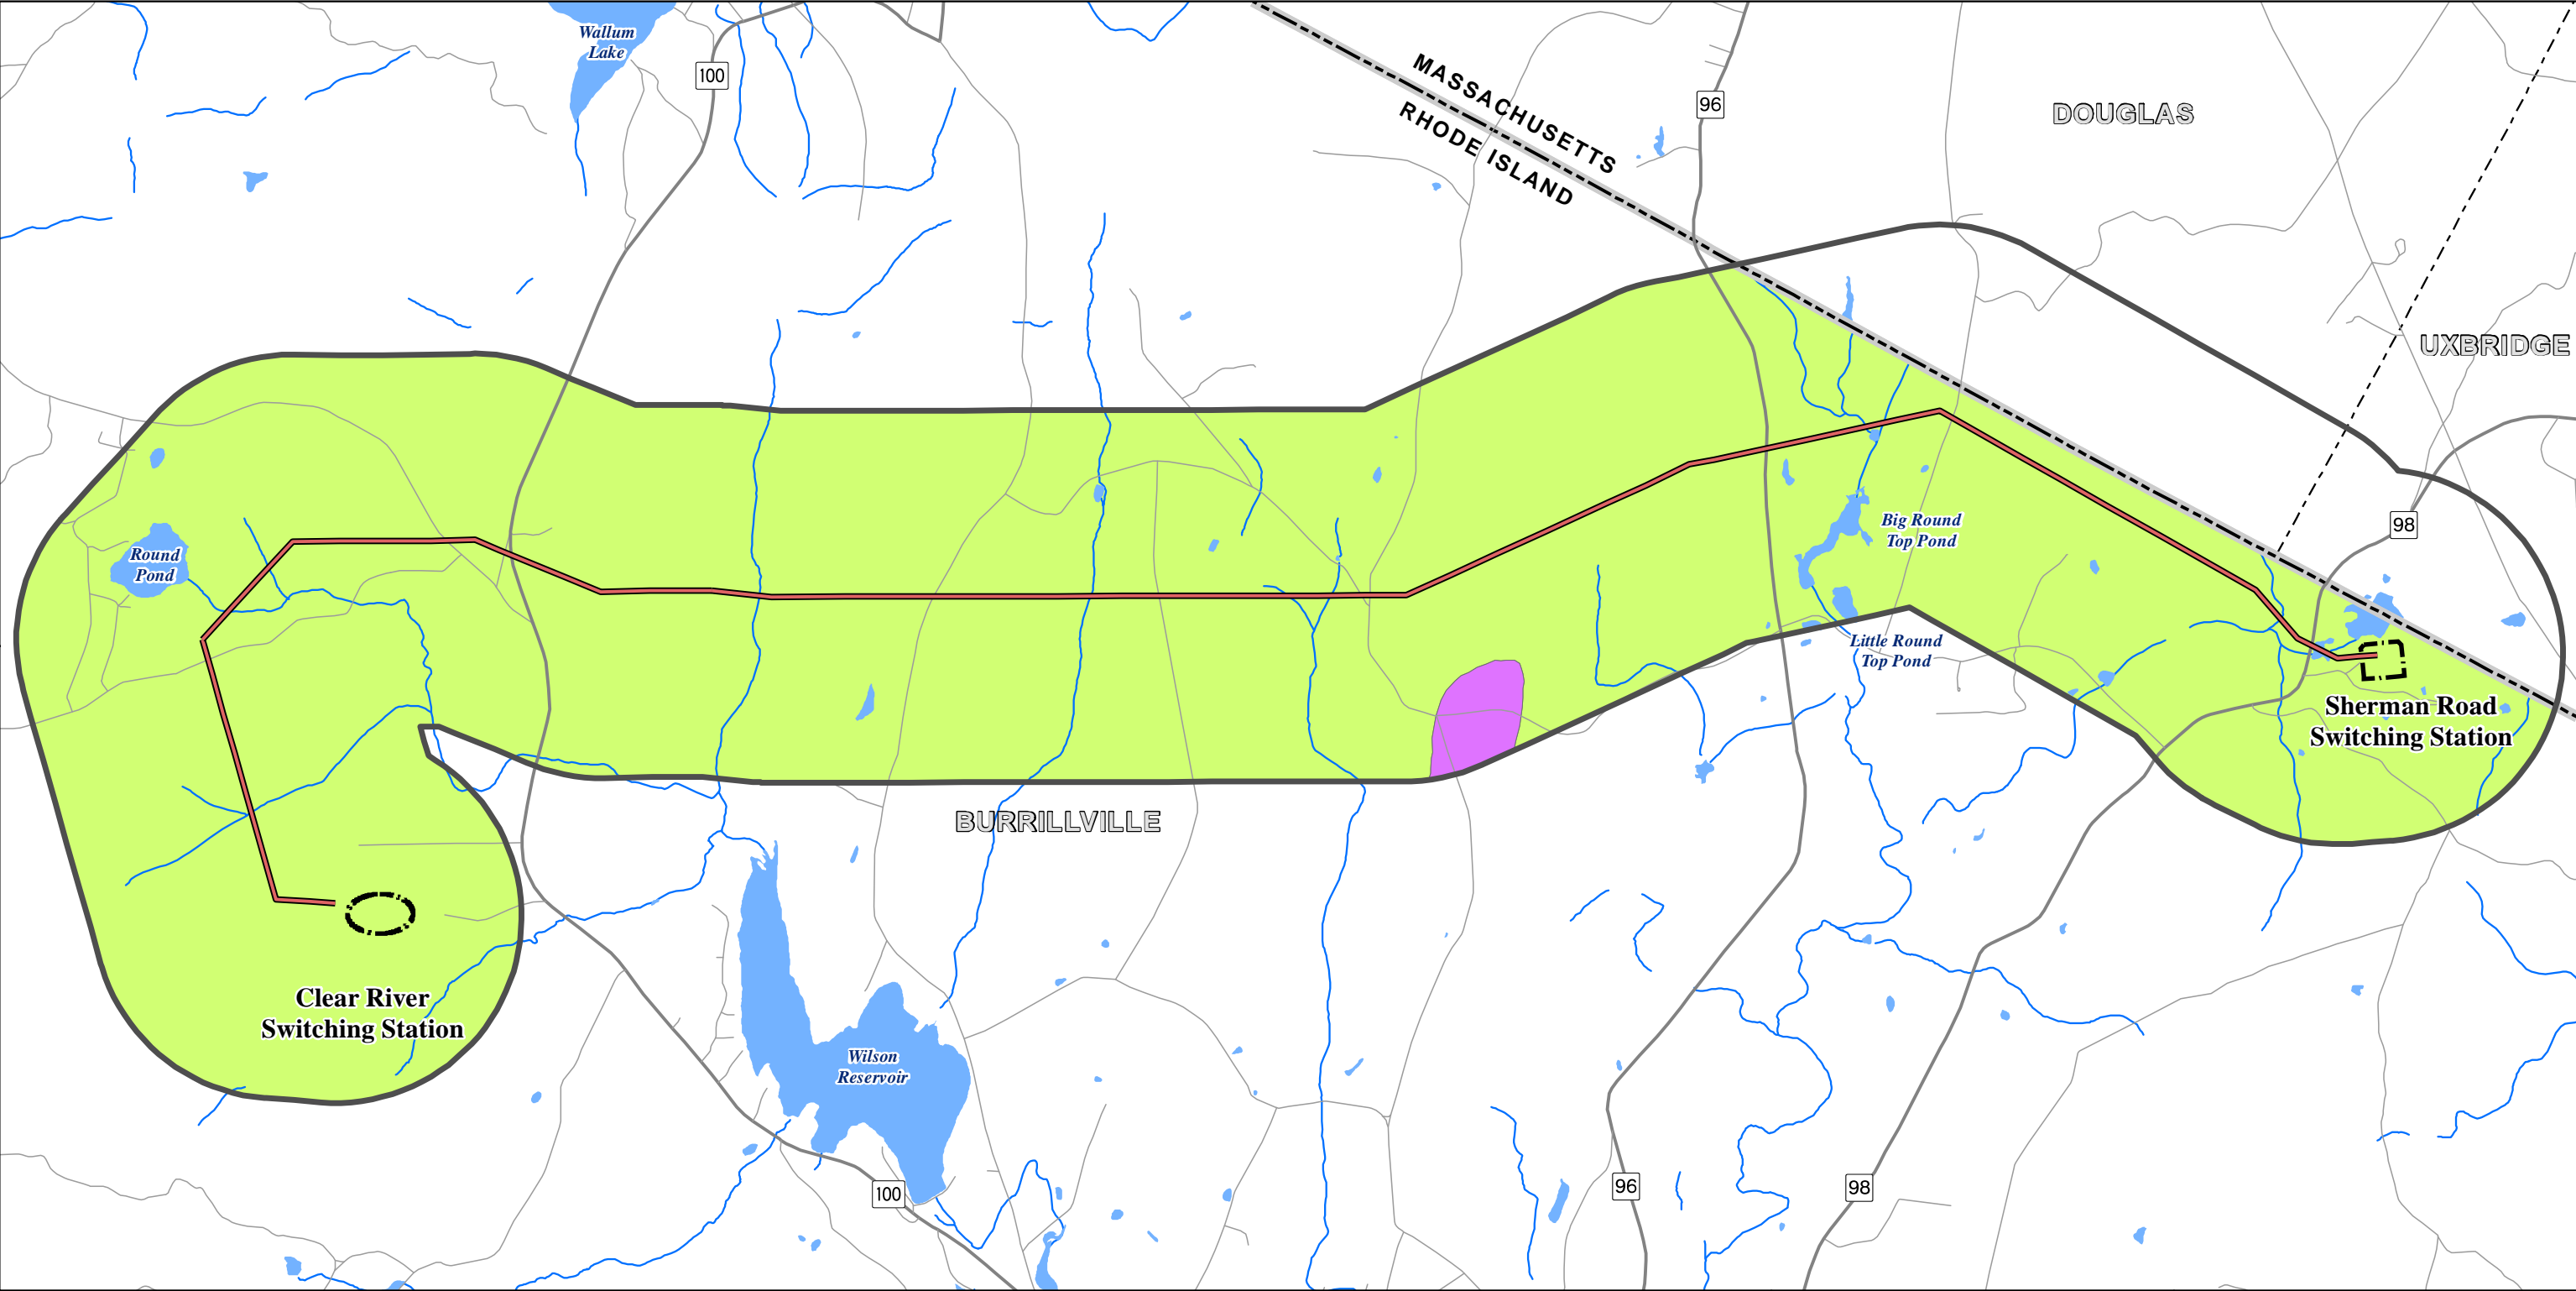 Wallum
Lake
100
MASSACHUSETTS
RHODE ISLAND
96
DOUGLAS
UXBRIDGE
98
Round
Pond
Big Round
Top Pond
Little Round
Top Pond
Sherman Road
Switching Station
BURRILLVILLE
Clear River
Switching Station
Wilson
Reservoir
100
96
98